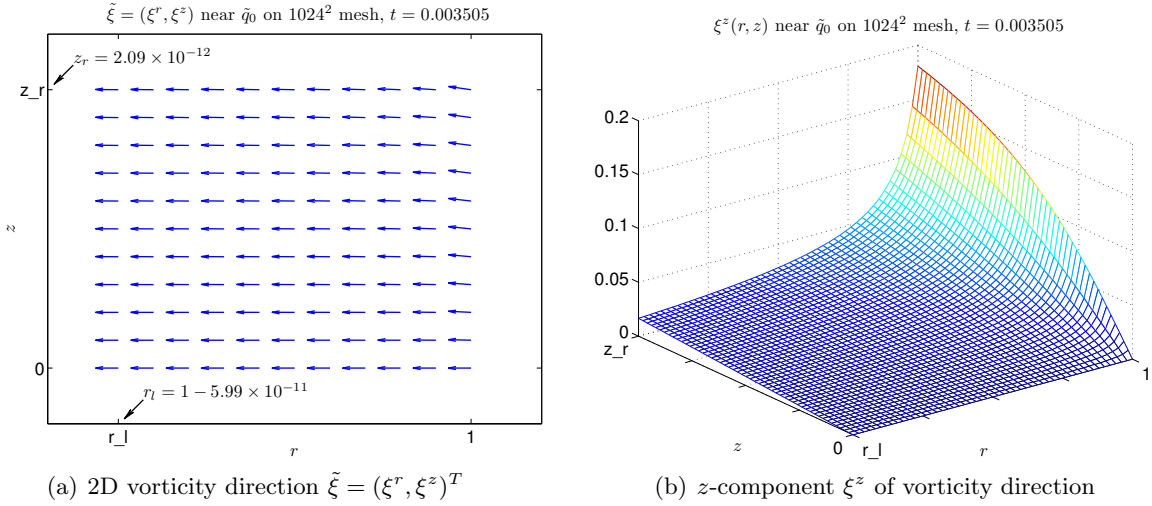 ξ̃ = (ξ^r, ξ^z) near q̃_0 on 1024^2 mesh, t = 0.003505
z_r = 2.09 × 10^−12
z_r
z
0
r_l = 1 − 5.99 × 10^−11
r_l
r
1
(a) 2D vorticity direction ξ̃ = (ξ^r, ξ^z)^T
ξ^z(r, z) near q̃_0 on 1024^2 mesh, t = 0.003505
0.2
0.15
0.1
0.05
0
z_r
z
0
r_l
r
1
(b) z-component ξ^z of vorticity direction